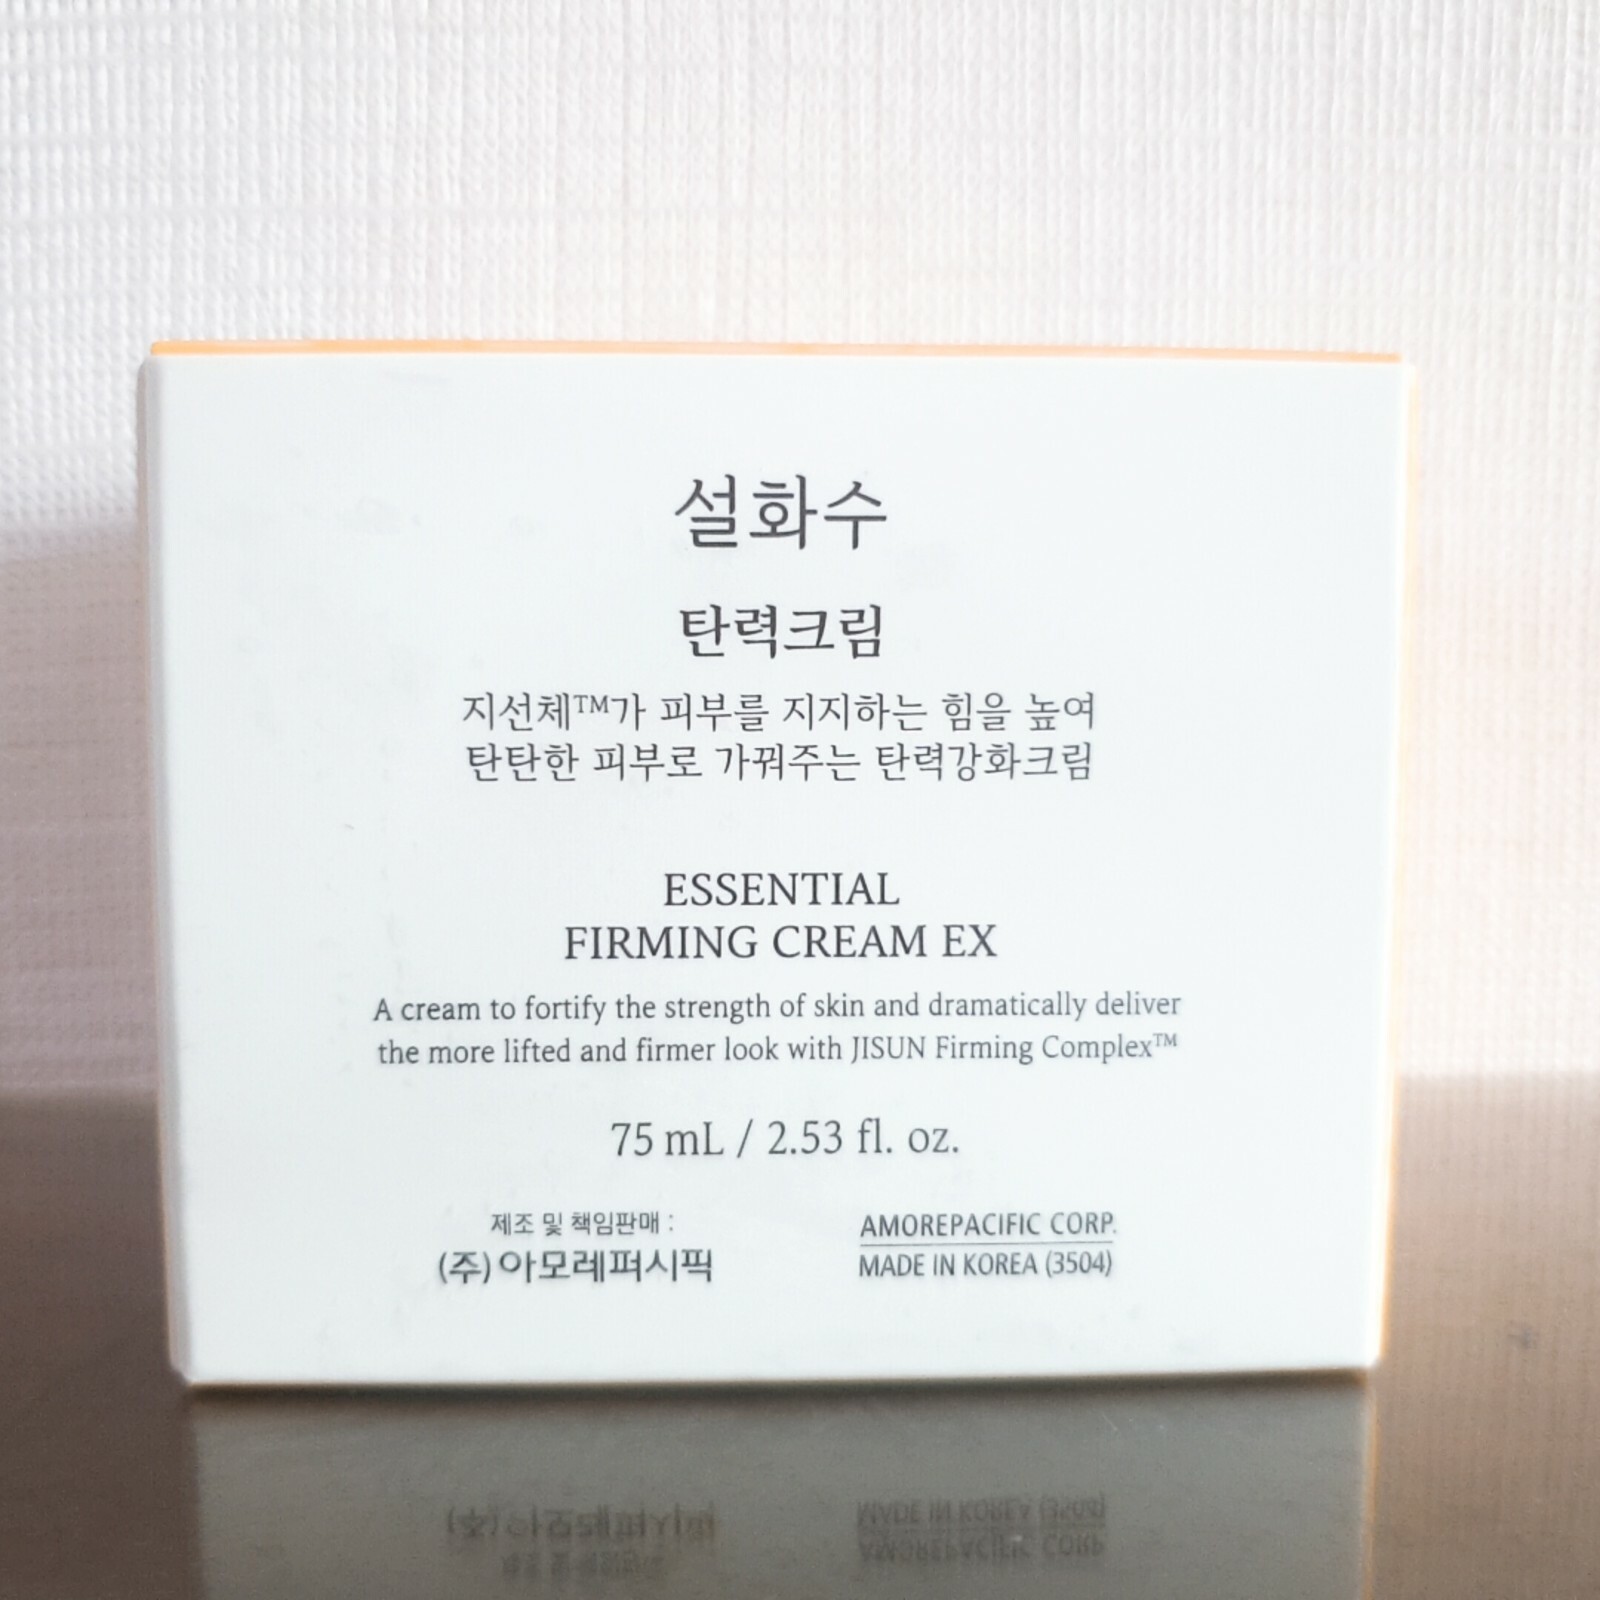 설화수
탄력크림
지선체™가 피부를 지지하는 힘을 높여
탄탄한 피부로 가꿔주는 탄력강화크림
ESSENTIAL
FIRMING CREAM EX
A cream to fortify the strength of skin and dramatically deliver
the more lifted and firmer look with JISUN Firming Complex™
75 mL / 2.53 fl. oz.
제조 및 책임판매 :
(주)아모레퍼시픽
AMOREPACIFIC CORP.
MADE IN KOREA (3504)